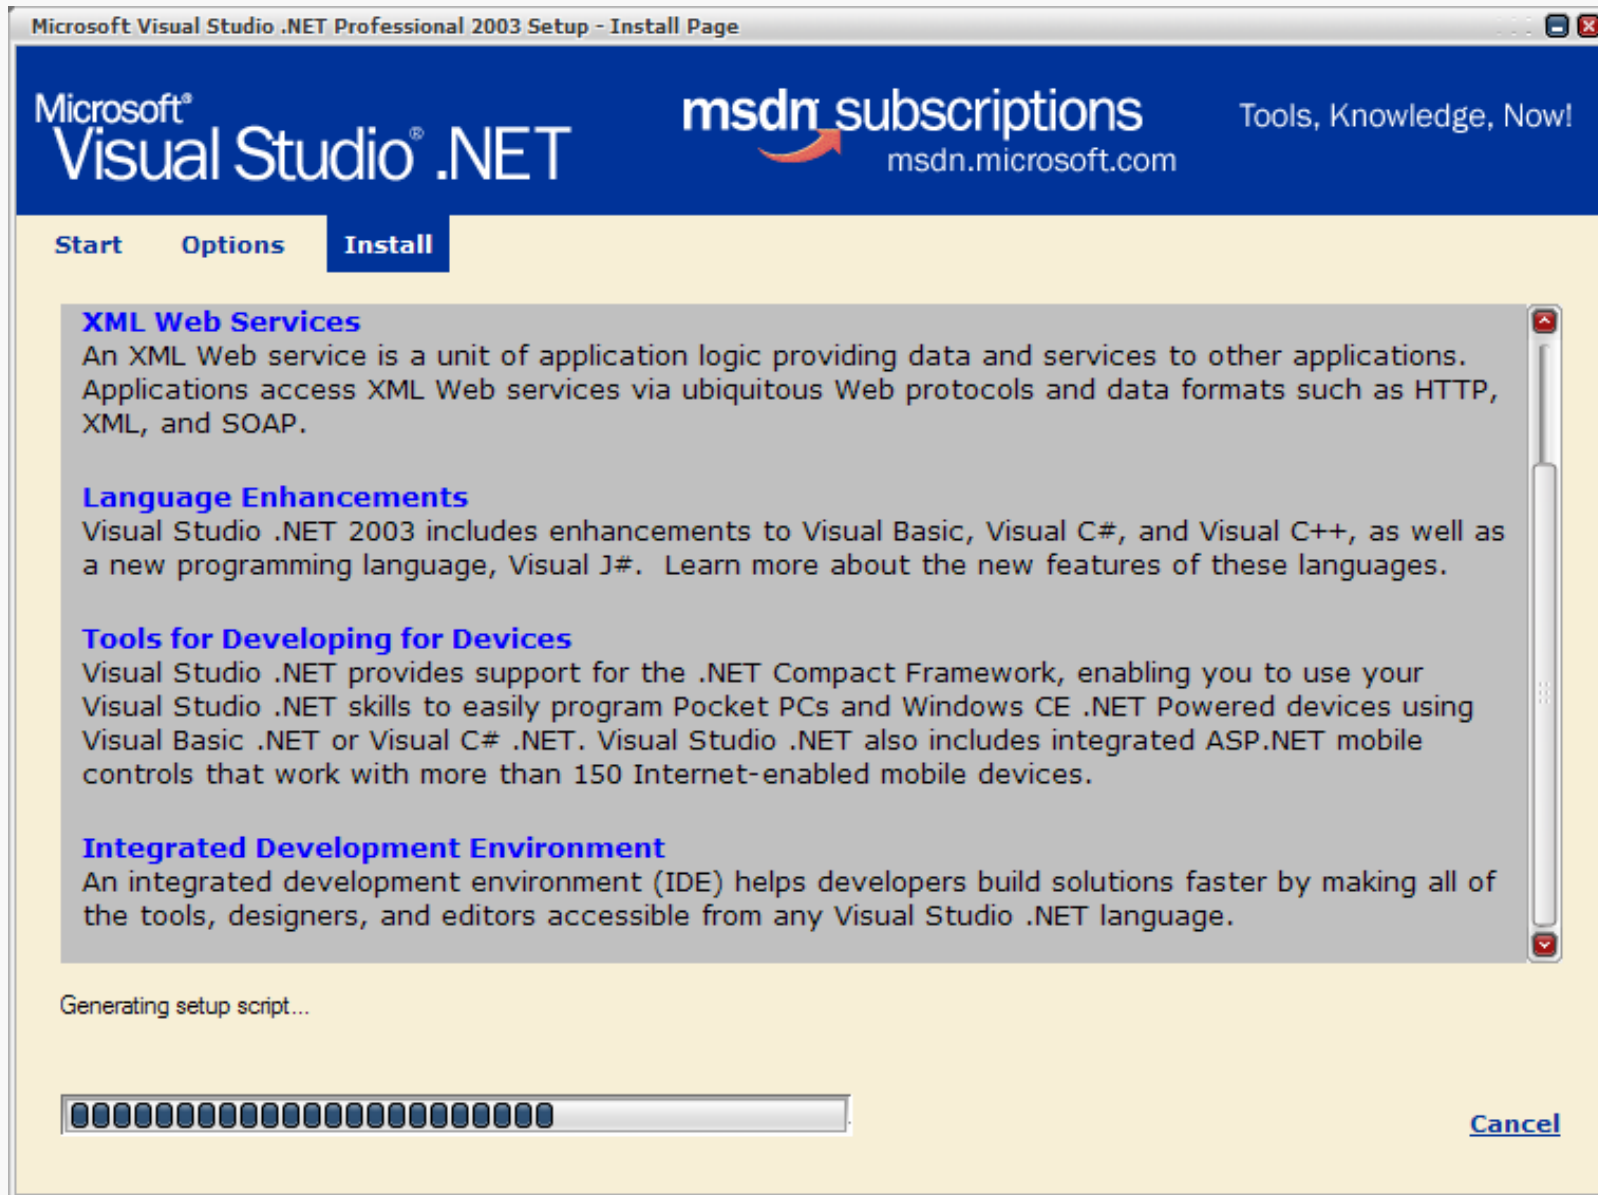 Microsoft Visual Studio .NET Professional 2003 Setup - Install Page
Microsoft®
Visual Studio® .NET
msdn subscriptions
msdn.microsoft.com
Tools, Knowledge, Now!
Start Options Install
XML Web Services
An XML Web service is a unit of application logic providing data and services to other applications.
Applications access XML Web services via ubiquitous Web protocols and data formats such as HTTP,
XML, and SOAP.
Language Enhancements
Visual Studio .NET 2003 includes enhancements to Visual Basic, Visual C#, and Visual C++, as well as
a new programming language, Visual J#.  Learn more about the new features of these languages.
Tools for Developing for Devices
Visual Studio .NET provides support for the .NET Compact Framework, enabling you to use your
Visual Studio .NET skills to easily program Pocket PCs and Windows CE .NET Powered devices using
Visual Basic .NET or Visual C# .NET. Visual Studio .NET also includes integrated ASP.NET mobile
controls that work with more than 150 Internet-enabled mobile devices.
Integrated Development Environment
An integrated development environment (IDE) helps developers build solutions faster by making all of
the tools, designers, and editors accessible from any Visual Studio .NET language.
Generating setup script...
Cancel